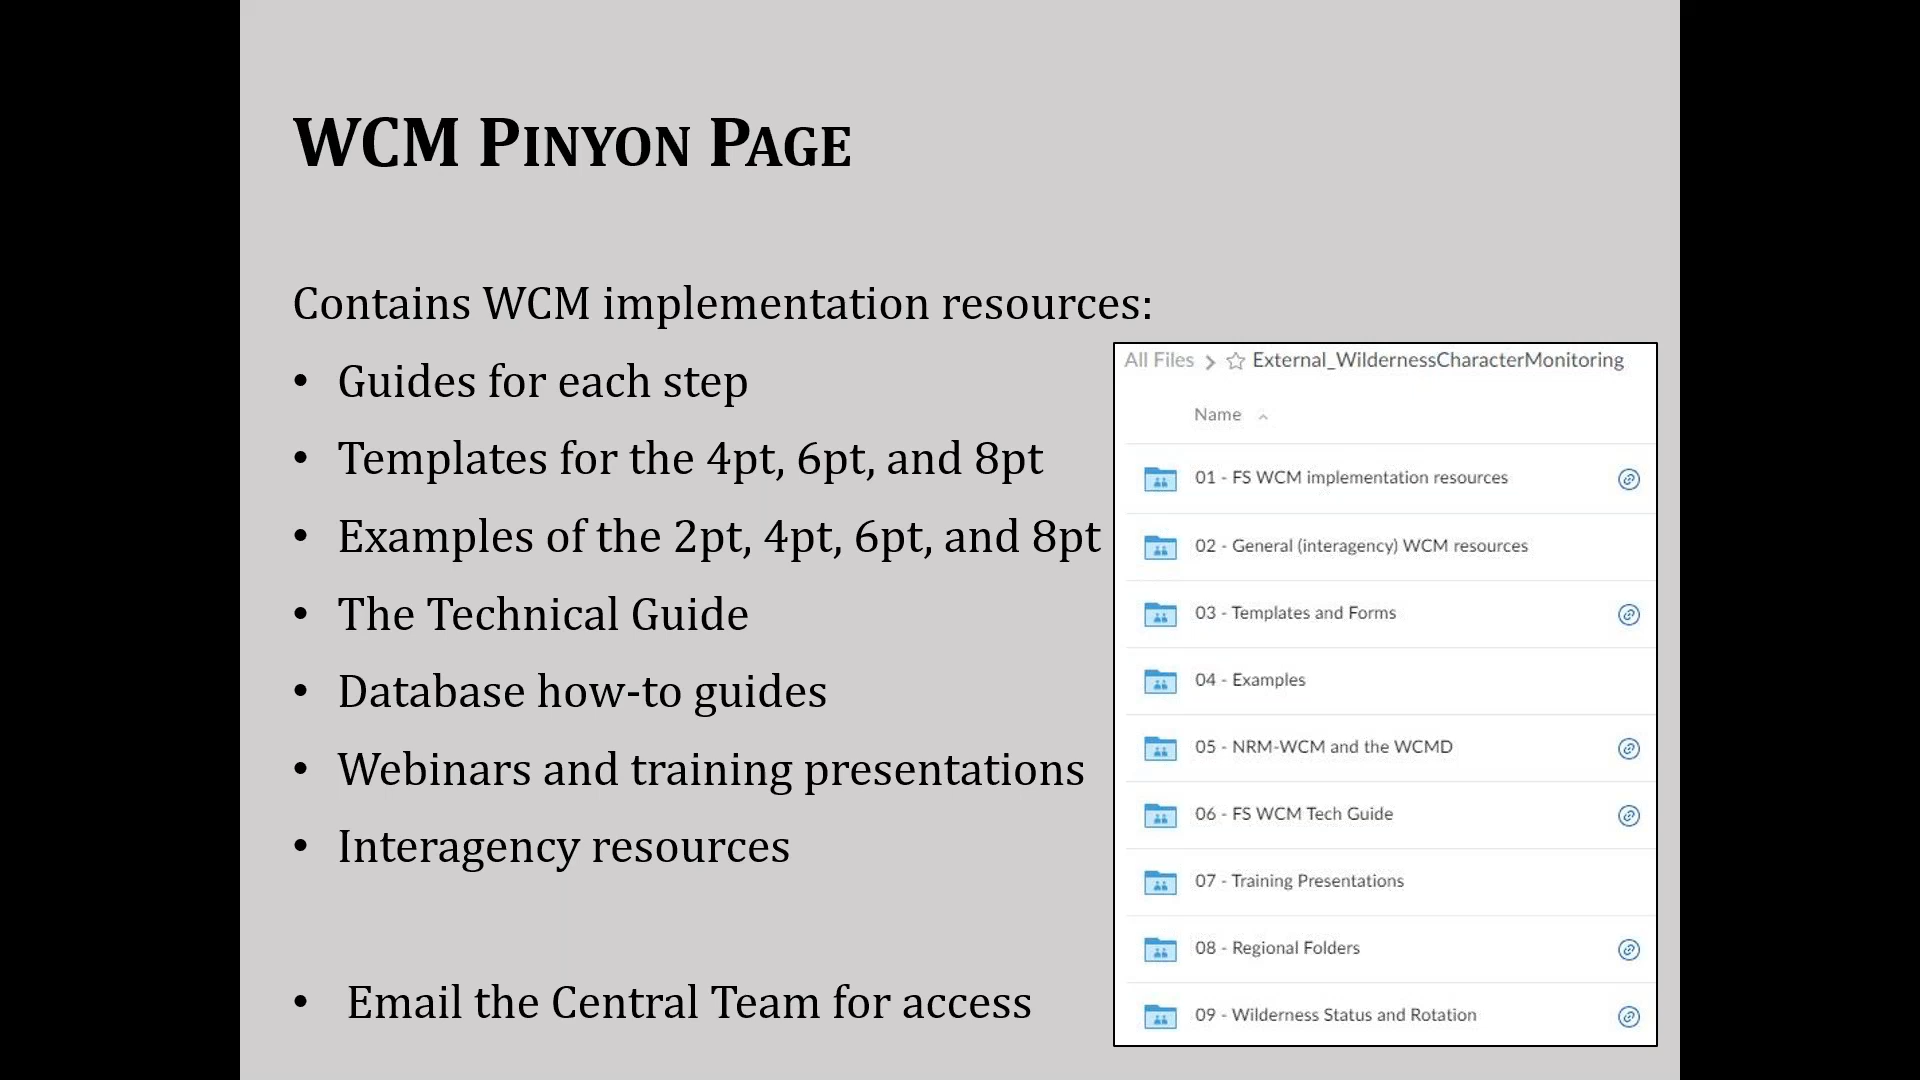 WCM PINYON PAGE
Contains WCM implementation resources:
• Guides for each step
• Templates for the 4pt, 6pt, and 8pt
• Examples of the 2pt, 4pt, 6pt, and 8pt
• The Technical Guide
• Database how-to guides
• Webinars and training presentations
• Interagency resources
• Email the Central Team for access
All Files > ☆ External_WildernessCharacterMonitoring
Name
01 - FS WCM implementation resources
02 - General (interagency) WCM resources
03 - Templates and Forms
04 - Examples
05 - NRM-WCM and the WCMD
06 - FS WCM Tech Guide
07 - Training Presentations
08 - Regional Folders
09 - Wilderness Status and Rotation